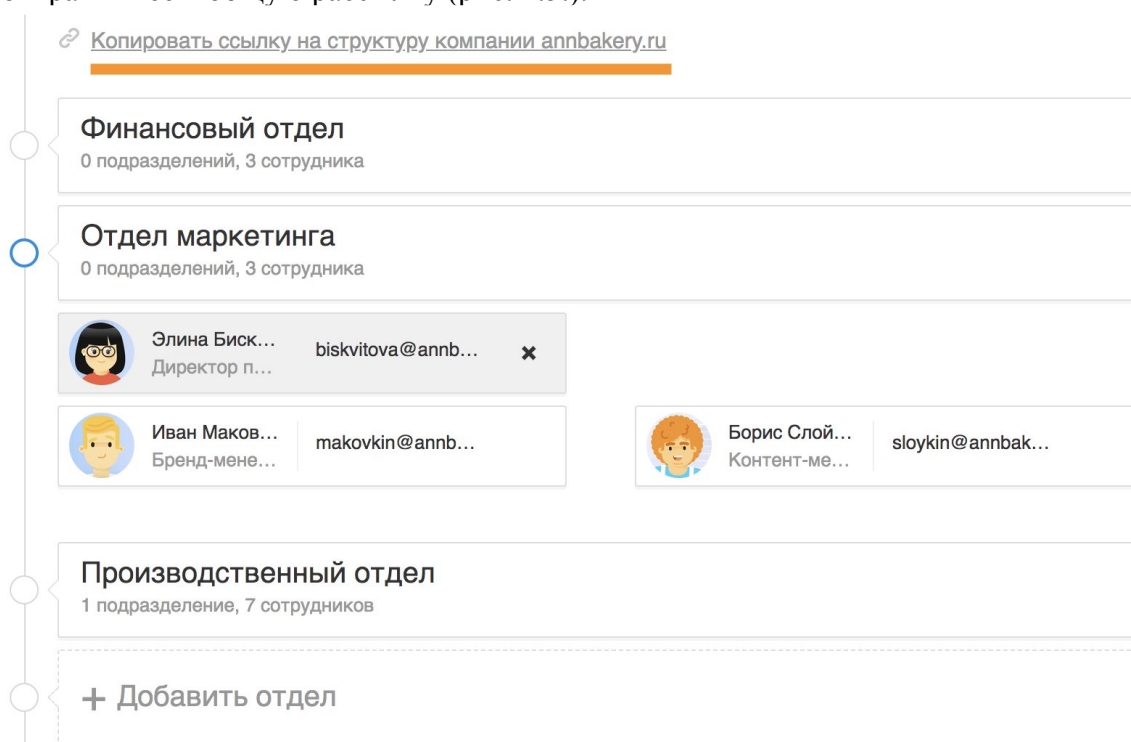 Копировать ссылку на структуру компании annbakery.ru
Финансовый отдел
0 подразделений, 3 сотрудника
Отдел маркетинга
0 подразделений, 3 сотрудника
Элина Биск... biskvitova@annb...
Директор п...
Иван Маков... makovkin@annb...
Бренд-мене...
Борис Слой... sloykin@annbak...
Контент-ме...
Производственный отдел
1 подразделение, 7 сотрудников
+ Добавить отдел